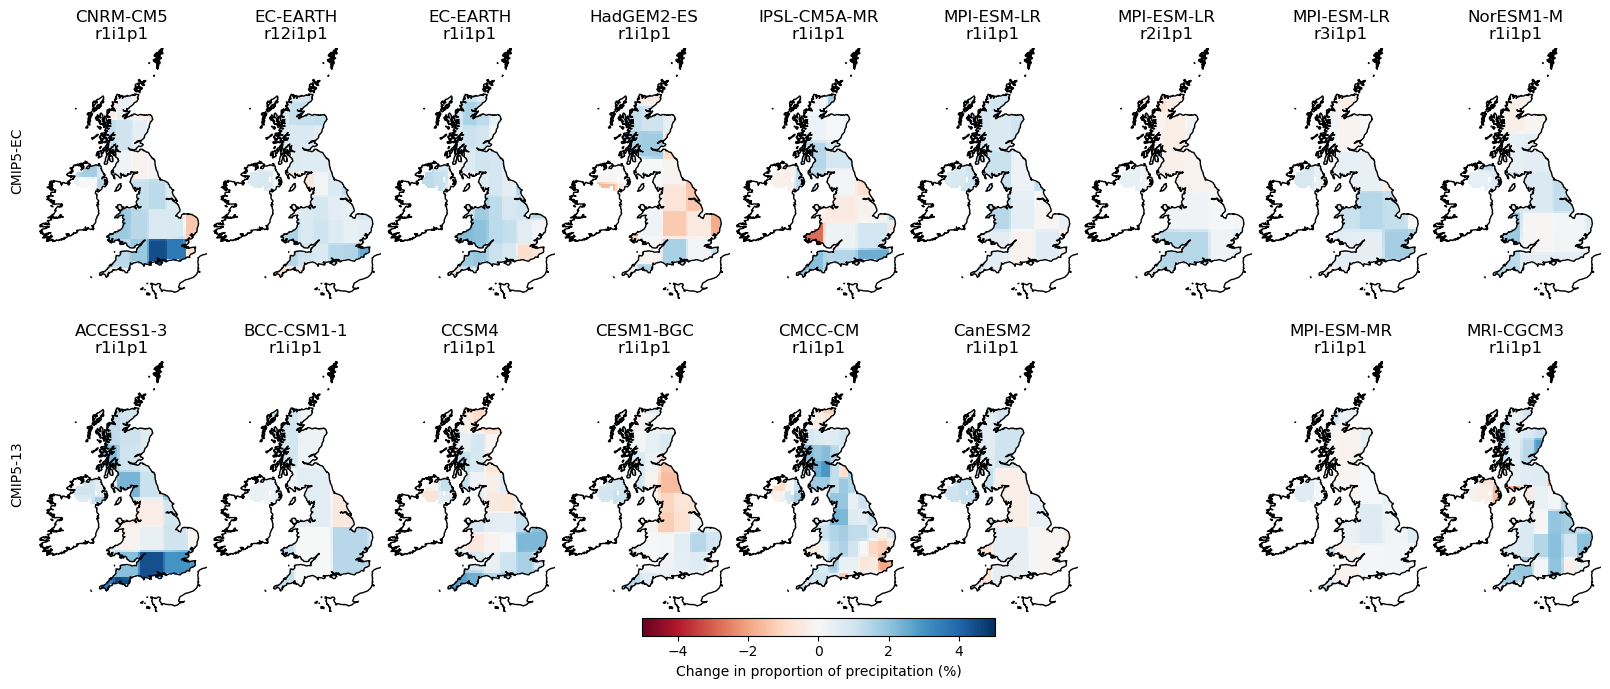 CNRM-CM5 EC-EARTH EC-EARTH HadGEM2-ES IPSL-CM5A-MR MPI-ESM-LR MPI-ESM-LR MPI-ESM-LR NorESM1-M
r1i1p1 r12i1p1 r1i1p1 r1i1p1 r1i1p1 r1i1p1 r2i1p1 r3i1p1 r1i1p1
CMIP5-EC
ACCESS1-3 BCC-CSM1-1 CCSM4 CESM1-BGC CMCC-CM CanESM2 MPI-ESM-MR MRI-CGCM3
r1i1p1 r1i1p1 r1i1p1 r1i1p1 r1i1p1 r1i1p1 r1i1p1 r1i1p1
CMIP5-13
−4 −2 0 2 4
Change in proportion of precipitation (%)